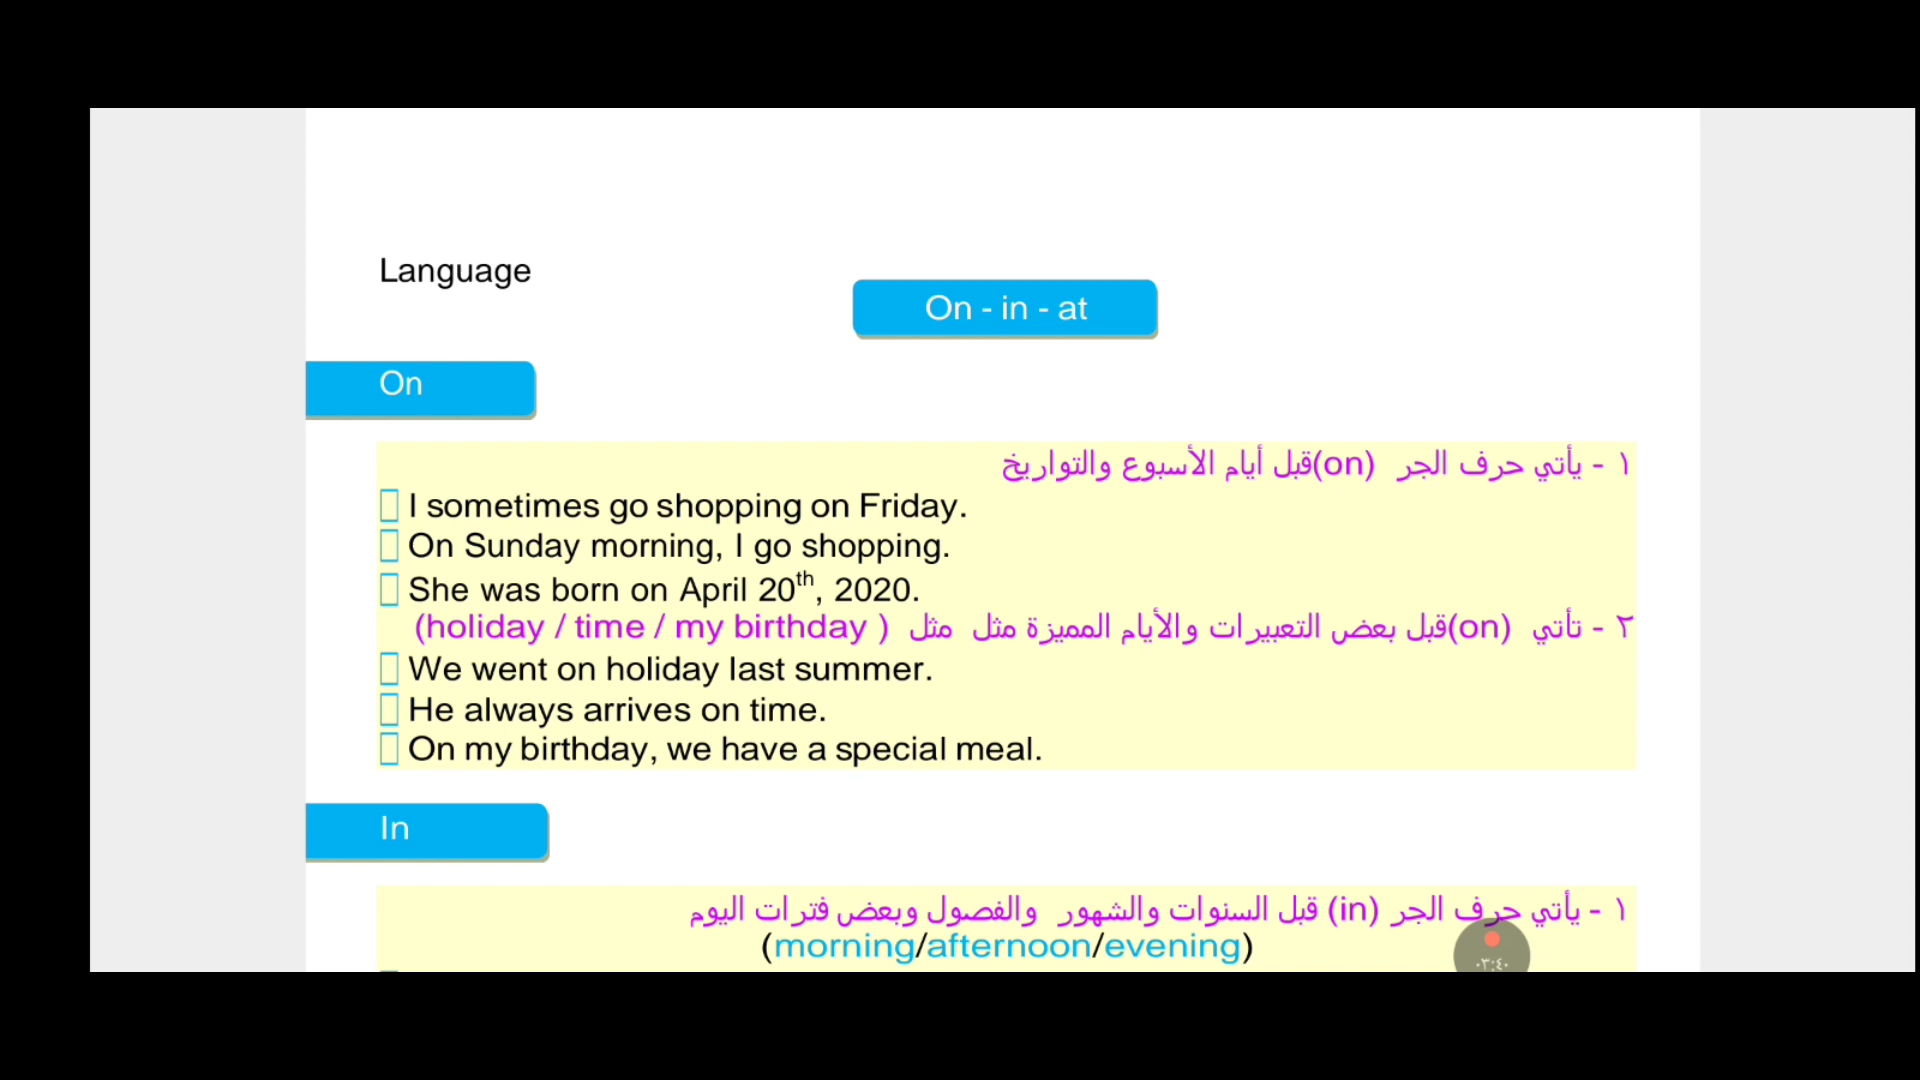 Language
On - in - at
On
١ - يأتي حرف الجر (on)قبل أيام الأسبوع والتواريخ
I sometimes go shopping on Friday.
On Sunday morning, I go shopping.
She was born on April 20th, 2020.
٢ - تأتي (on)قبل بعض التعبيرات والأيام المميزة مثل مثل (holiday / time / my birthday )
We went on holiday last summer.
He always arrives on time.
On my birthday, we have a special meal.
In
١ - يأتي حرف الجر (in) قبل السنوات والشهور والفصول وبعض فترات اليوم
(morning/afternoon/evening)
٠٣:٤٠